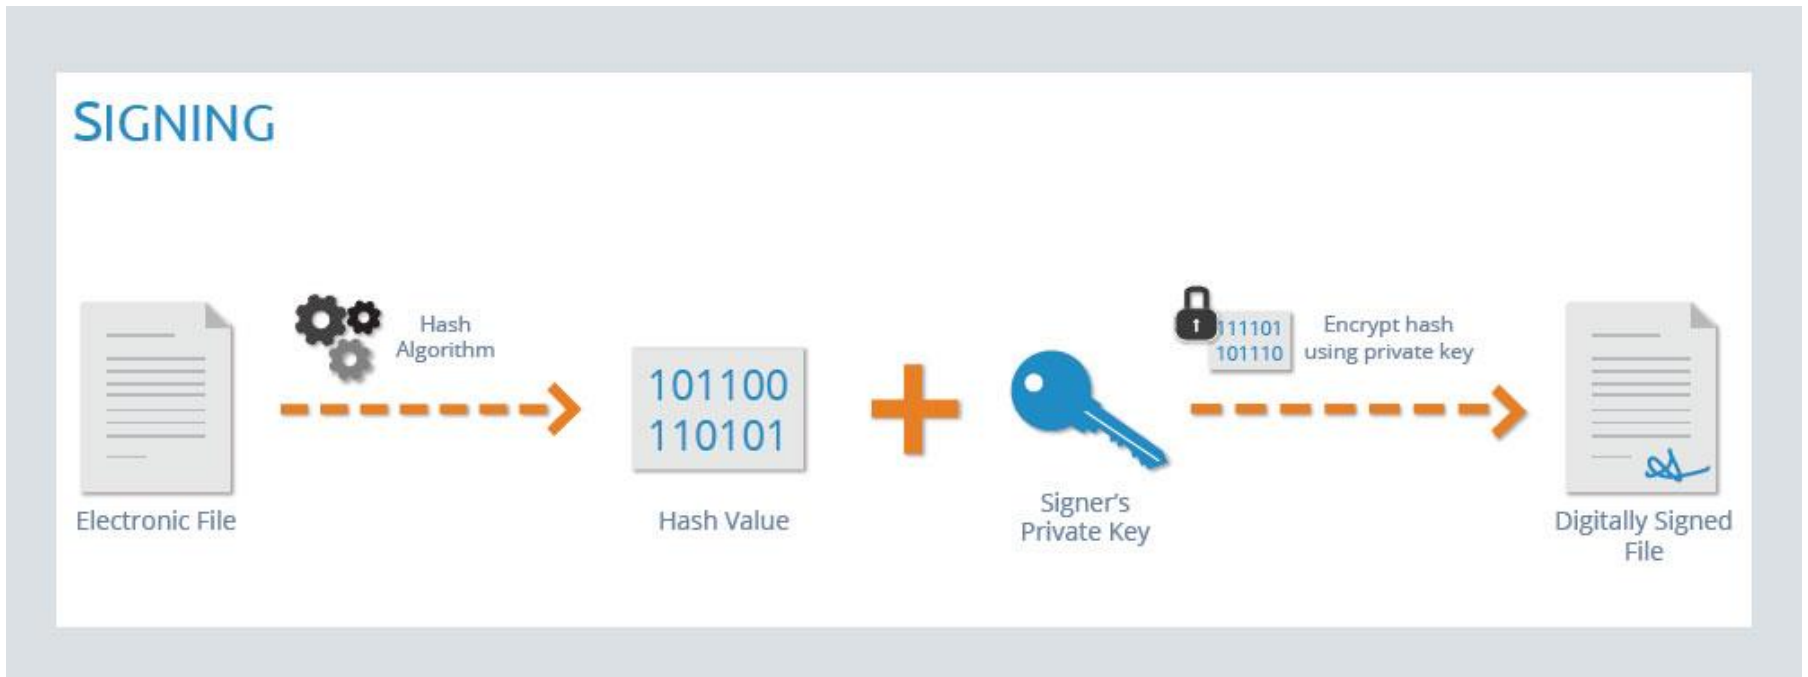 SIGNING
Hash
Algorithm
111101
101110
Encrypt hash
using private key
101100
110101
Electronic File
Hash Value
Signer's
Private Key
Digitally Signed
File